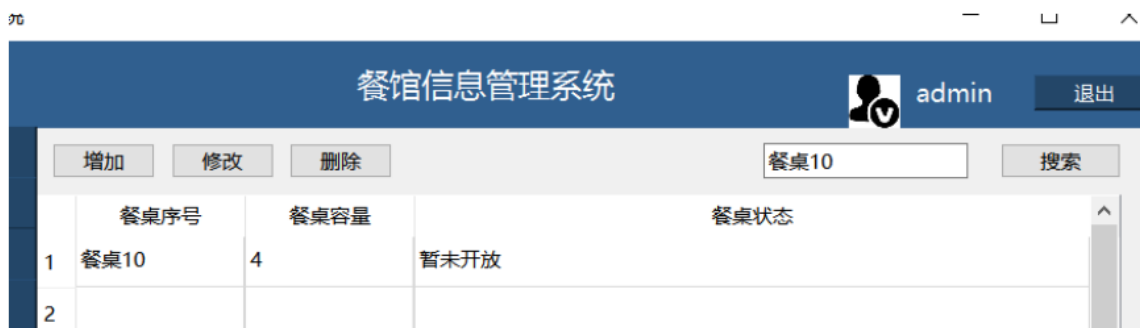 统
餐馆信息管理系统
admin 退出
增加 修改 删除 餐桌10 搜索
餐桌序号 餐桌容量 餐桌状态
1 餐桌10 4 暂未开放
2